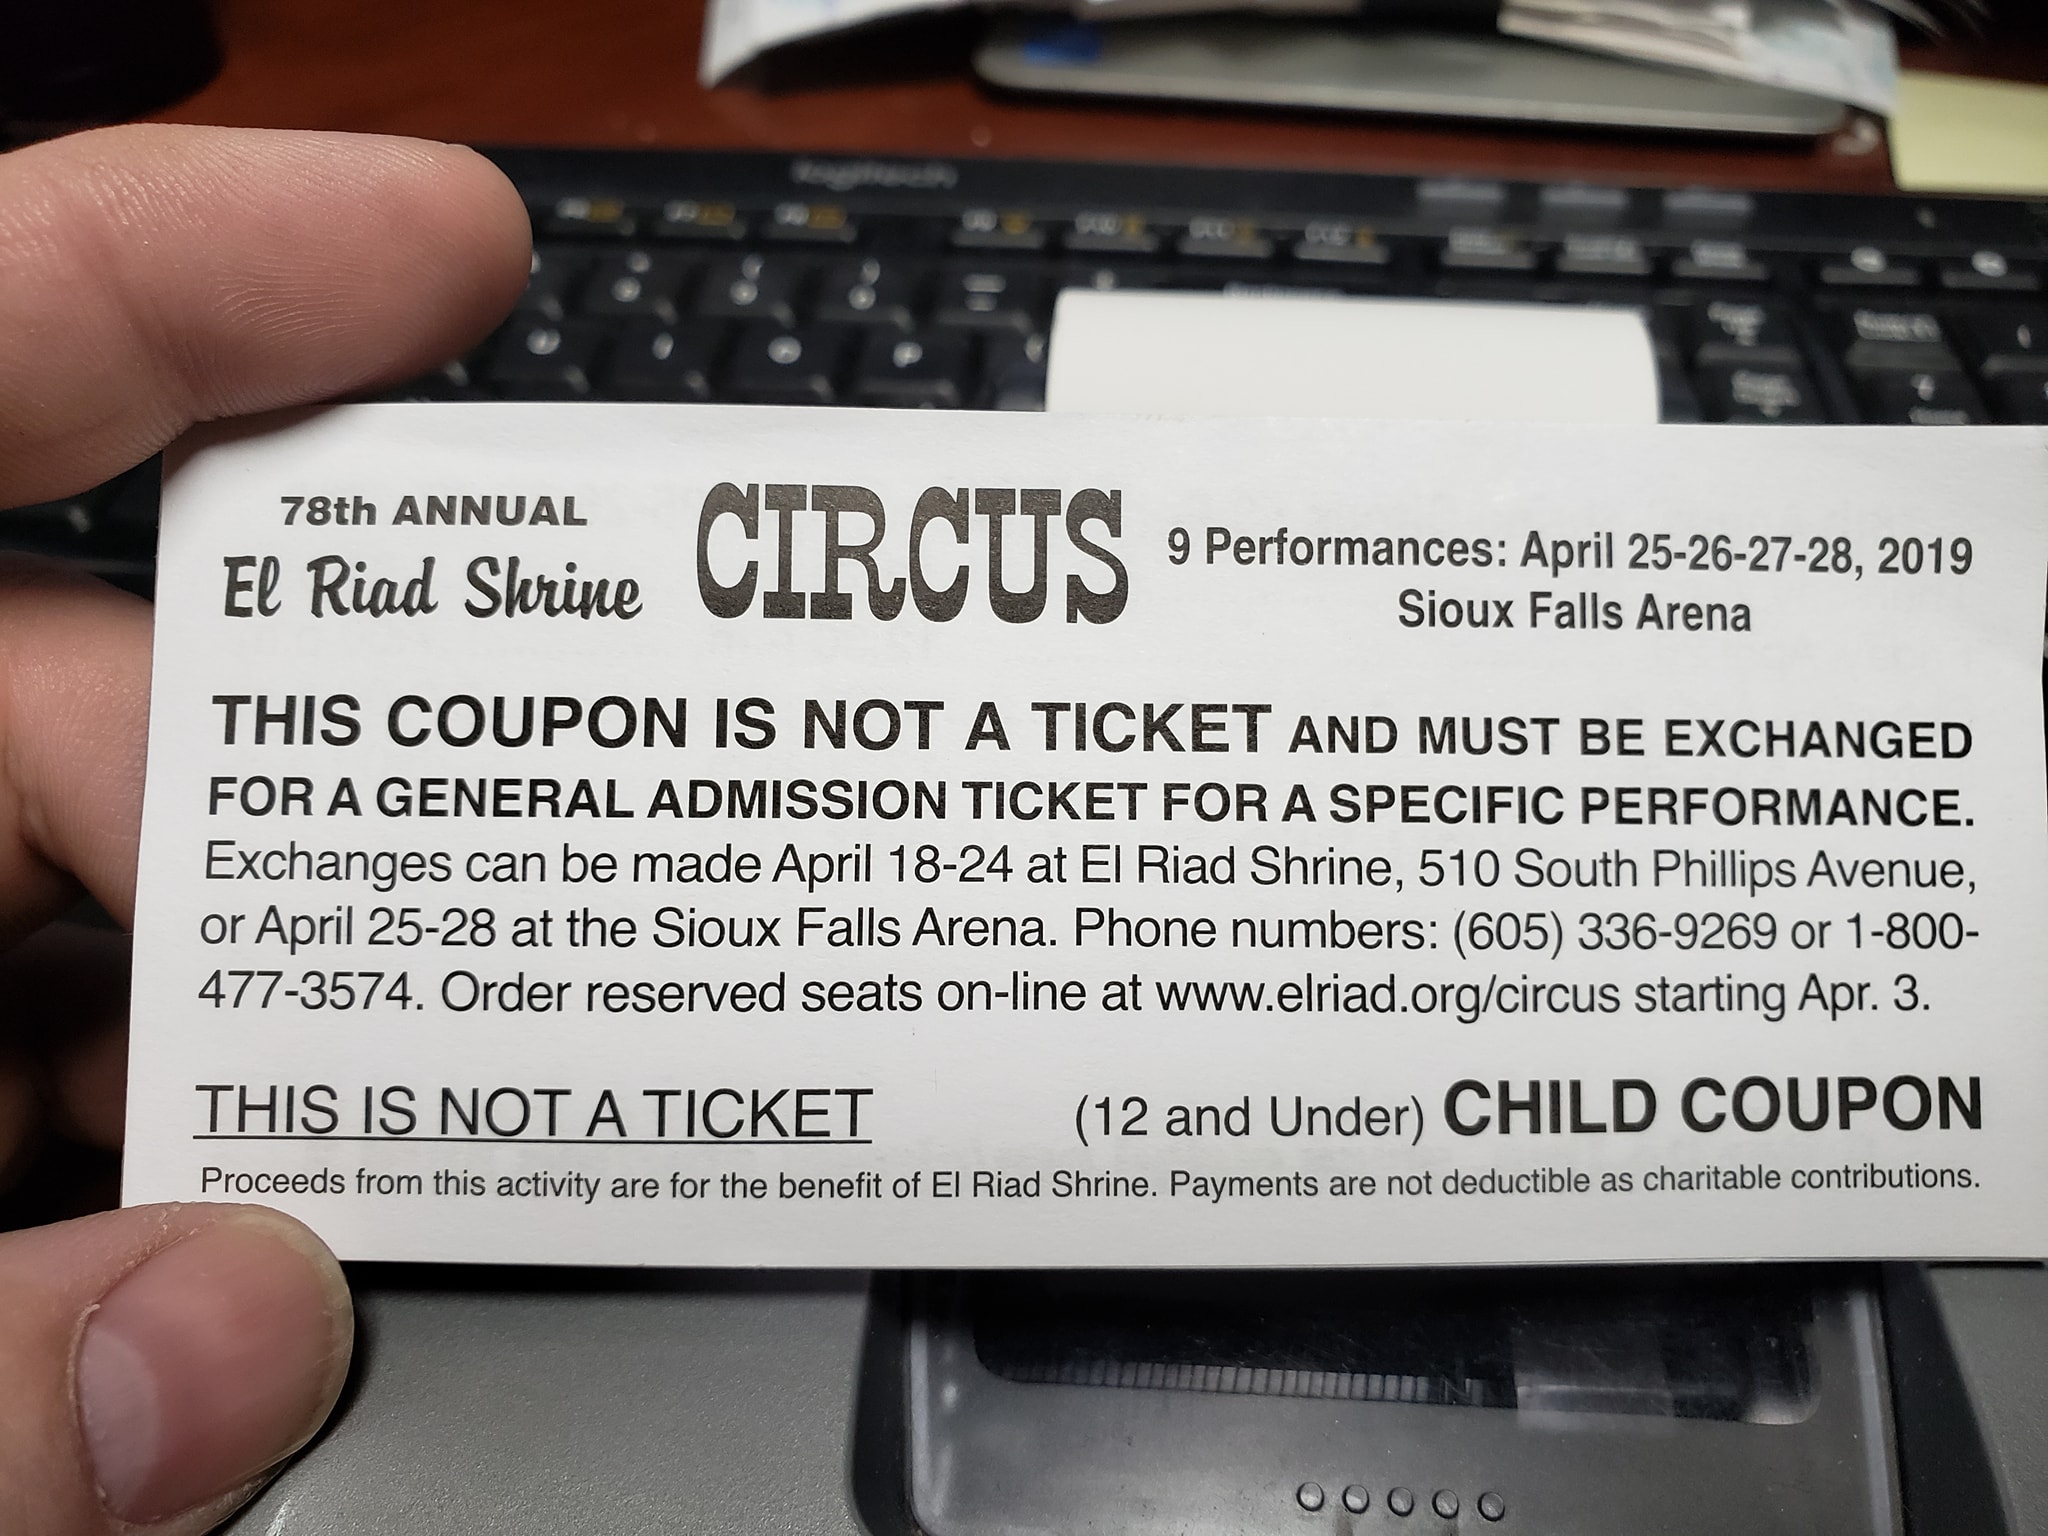 logitech
78th ANNUAL
El Riad Shrine
CIRCUS
9 Performances: April 25-26-27-28, 2019
Sioux Falls Arena
THIS COUPON IS NOT A TICKET AND MUST BE EXCHANGED
FOR A GENERAL ADMISSION TICKET FOR A SPECIFIC PERFORMANCE.
Exchanges can be made April 18-24 at El Riad Shrine, 510 South Phillips Avenue,
or April 25-28 at the Sioux Falls Arena. Phone numbers: (605) 336-9269 or 1-800-
477-3574. Order reserved seats on-line at www.elriad.org/circus starting Apr. 3.
THIS IS NOT A TICKET
(12 and Under) CHILD COUPON
Proceeds from this activity are for the benefit of El Riad Shrine. Payments are not deductible as charitable contributions.